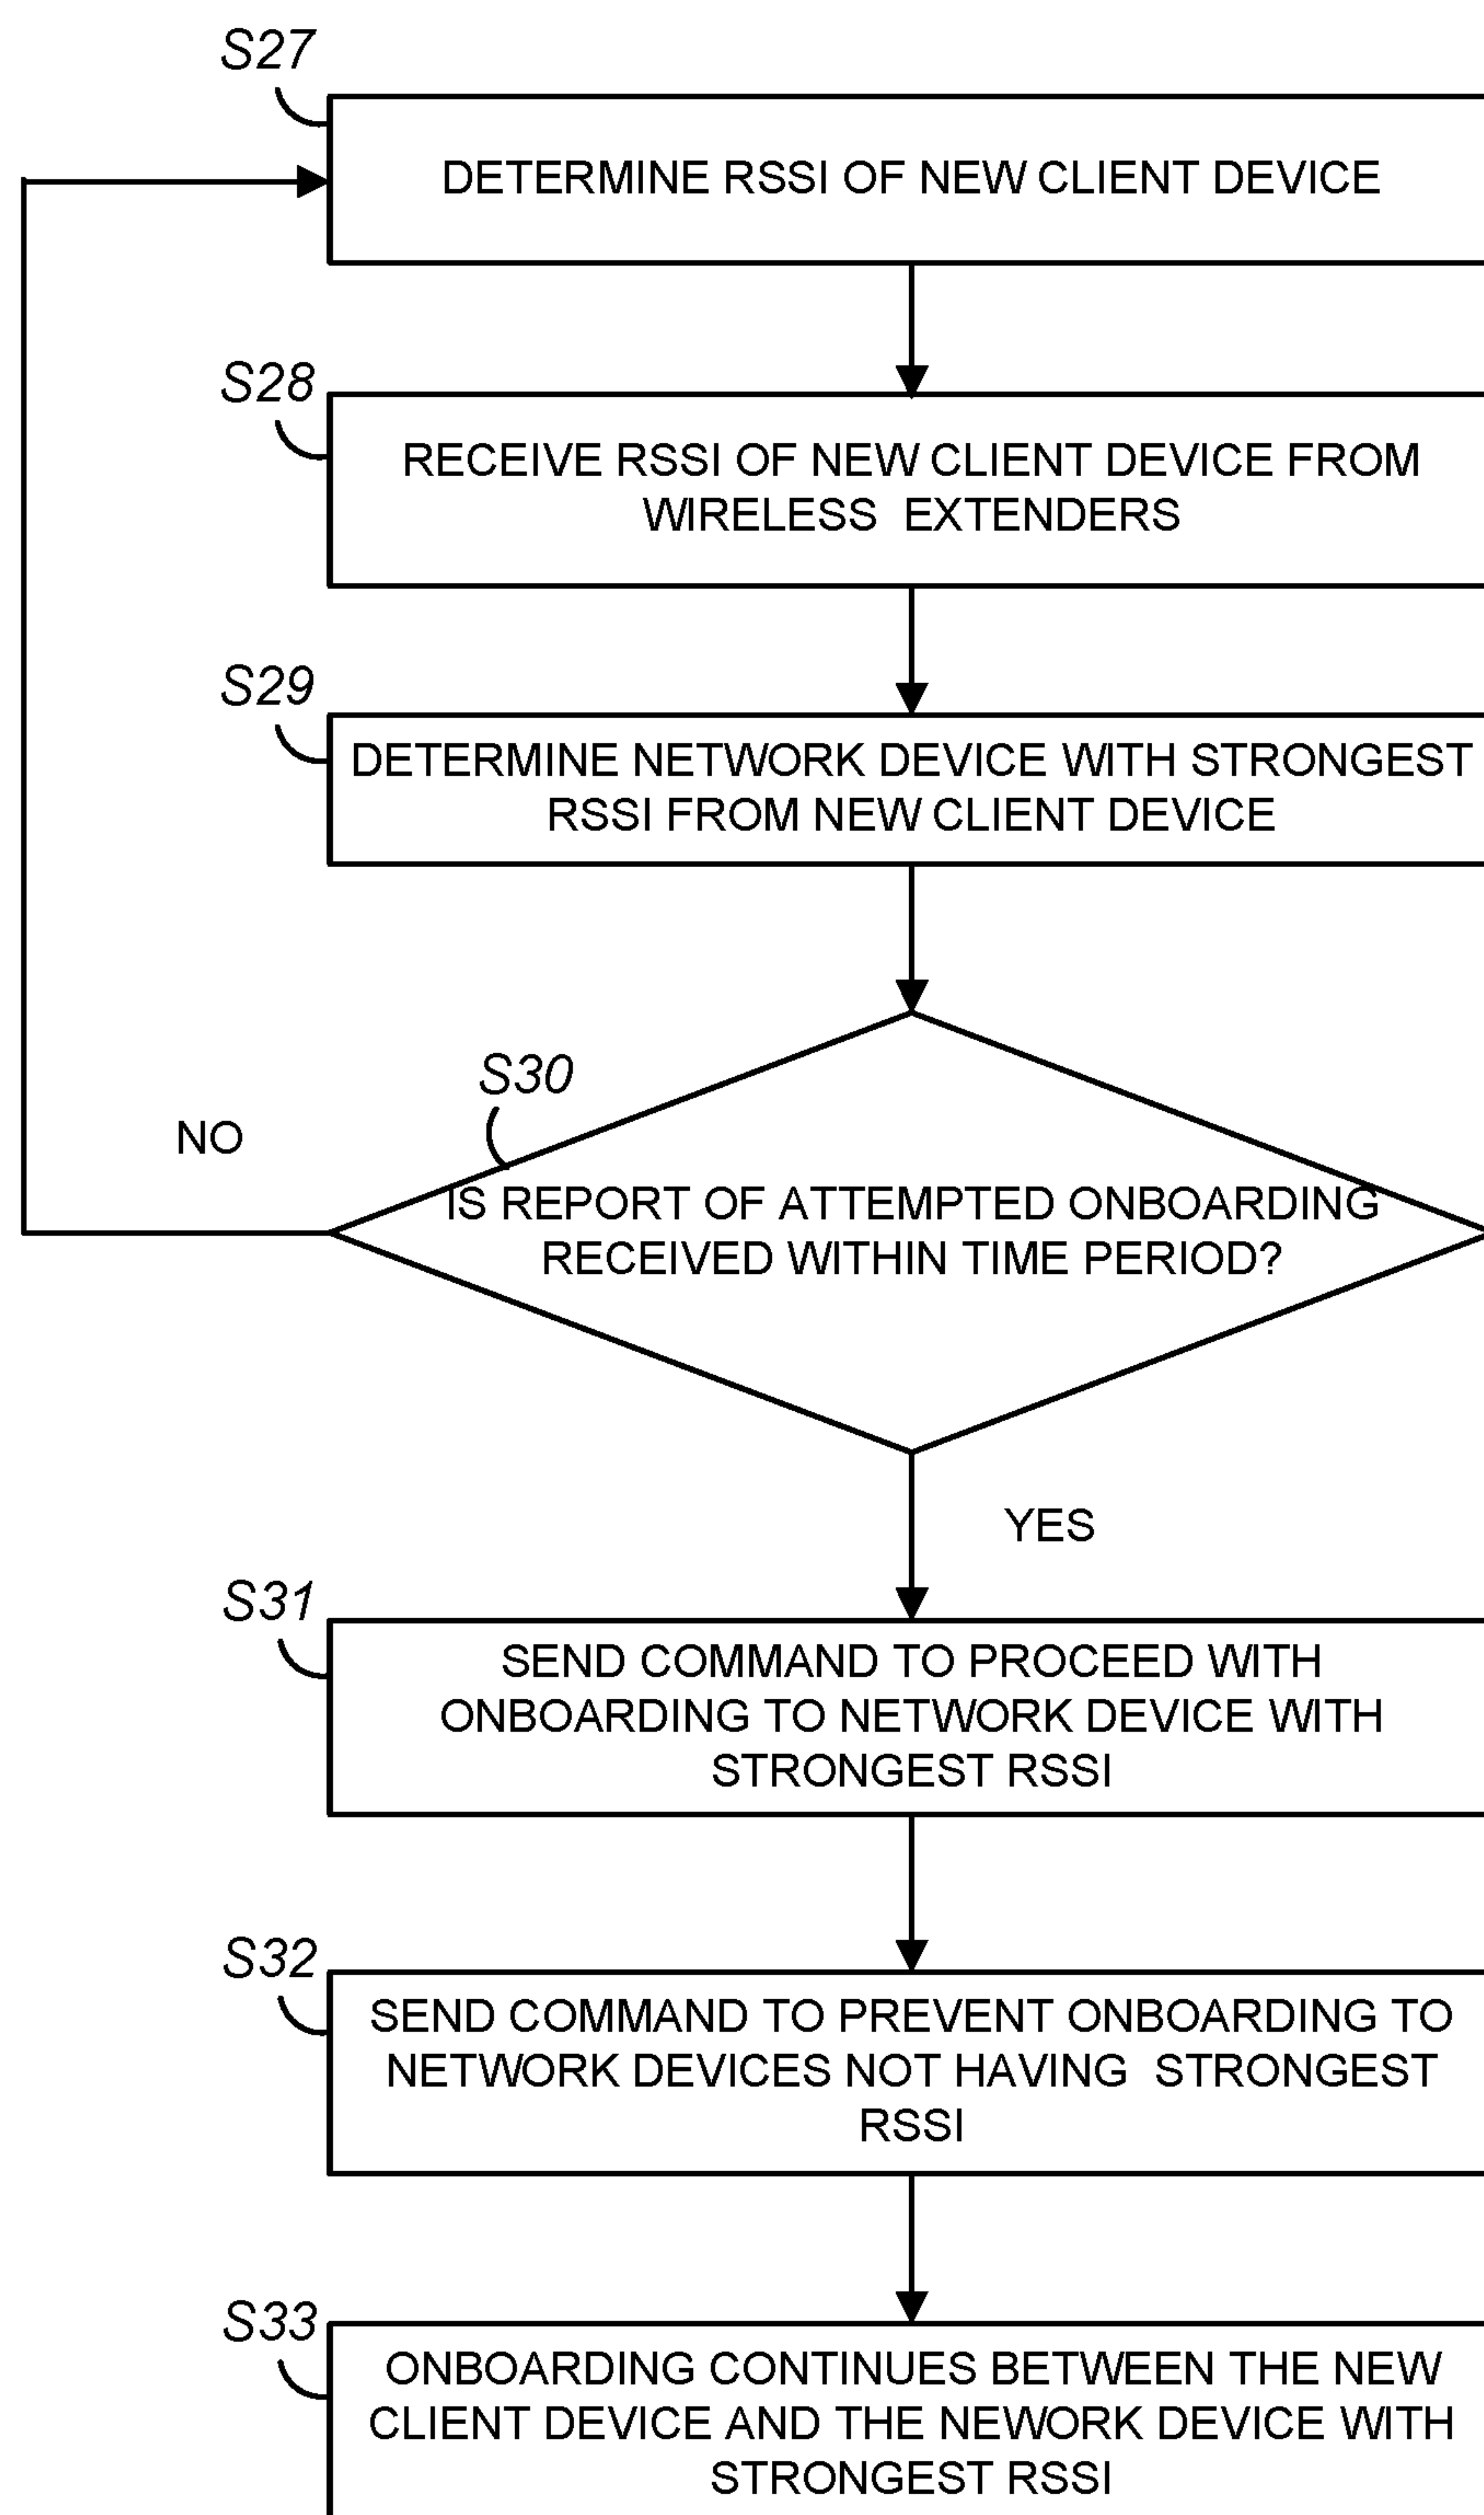 S27
DETERMINE RSSI OF NEW CLIENT DEVICE
S28
RECEIVE RSSI OF NEW CLIENT DEVICE FROM
WIRELESS EXTENDERS
S29
DETERMINE NETWORK DEVICE WITH STRONGEST
RSSI FROM NEW CLIENT DEVICE
S30
NO
IS REPORT OF ATTEMPTED ONBOARDING
RECEIVED WITHIN TIME PERIOD?
YES
S31
SEND COMMAND TO PROCEED WITH
ONBOARDING TO NETWORK DEVICE WITH
STRONGEST RSSI
S32
SEND COMMAND TO PREVENT ONBOARDING TO
NETWORK DEVICES NOT HAVING STRONGEST
RSSI
S33
ONBOARDING CONTINUES BETWEEN THE NEW
CLIENT DEVICE AND THE NEWORK DEVICE WITH
STRONGEST RSSI